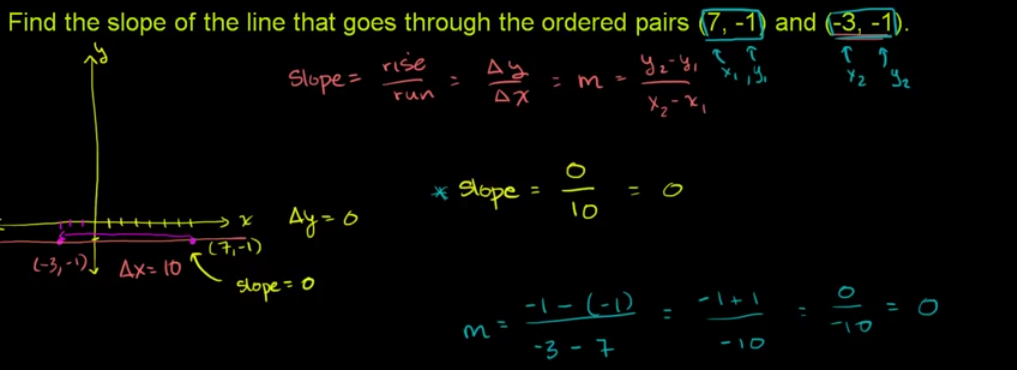 Find the slope of the line that goes through the ordered pairs (7, -1) and (-3, -1).
y
Slope = rise/run = Δy/Δx = m = (y₂-y₁)/(x₂-x₁)
x₁, y₁
x₂ y₂
* Slope = 0/10 = 0
x
Δy = 0
(7,-1)
(-3,-1)
Δx = 10
slope = 0
m = (-1-(-1))/(-3-7) = (-1+1)/(-10) = 0/(-10) = 0